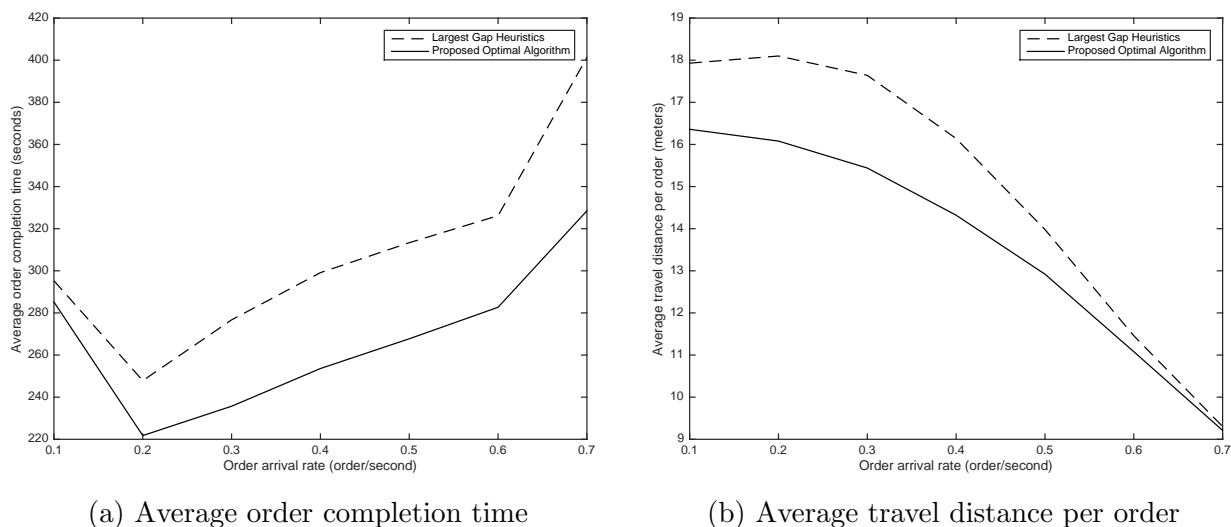 420
400
380
360
340
320
300
280
260
240
220
0.1 0.2 0.3 0.4 0.5 0.6 0.7
Average order completion time (seconds)
Order arrival rate (order/second)
Largest Gap Heuristics
Proposed Optimal Algorithm
(a) Average order completion time
19
18
17
16
15
14
13
12
11
10
9
0.1 0.2 0.3 0.4 0.5 0.6 0.7
Average travel distance per order (meters)
Order arrival rate (order/second)
Largest Gap Heuristics
Proposed Optimal Algorithm
(b) Average travel distance per order